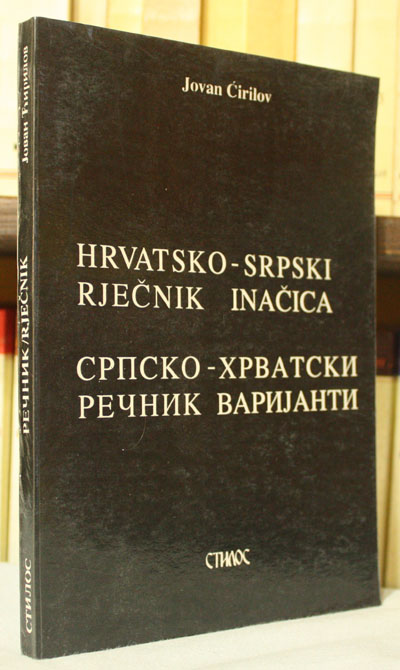 Jovan Ćirilov
HRVATSKO-SRPSKI
RJEČNIK INAČICA
СРПСКО-ХРВАТСКИ
РЕЧНИК ВАРИЈАНТИ
СТИЛОС
Јован Ћирилов
РЕЧНИК/RJEČNIK
СТИЛОС